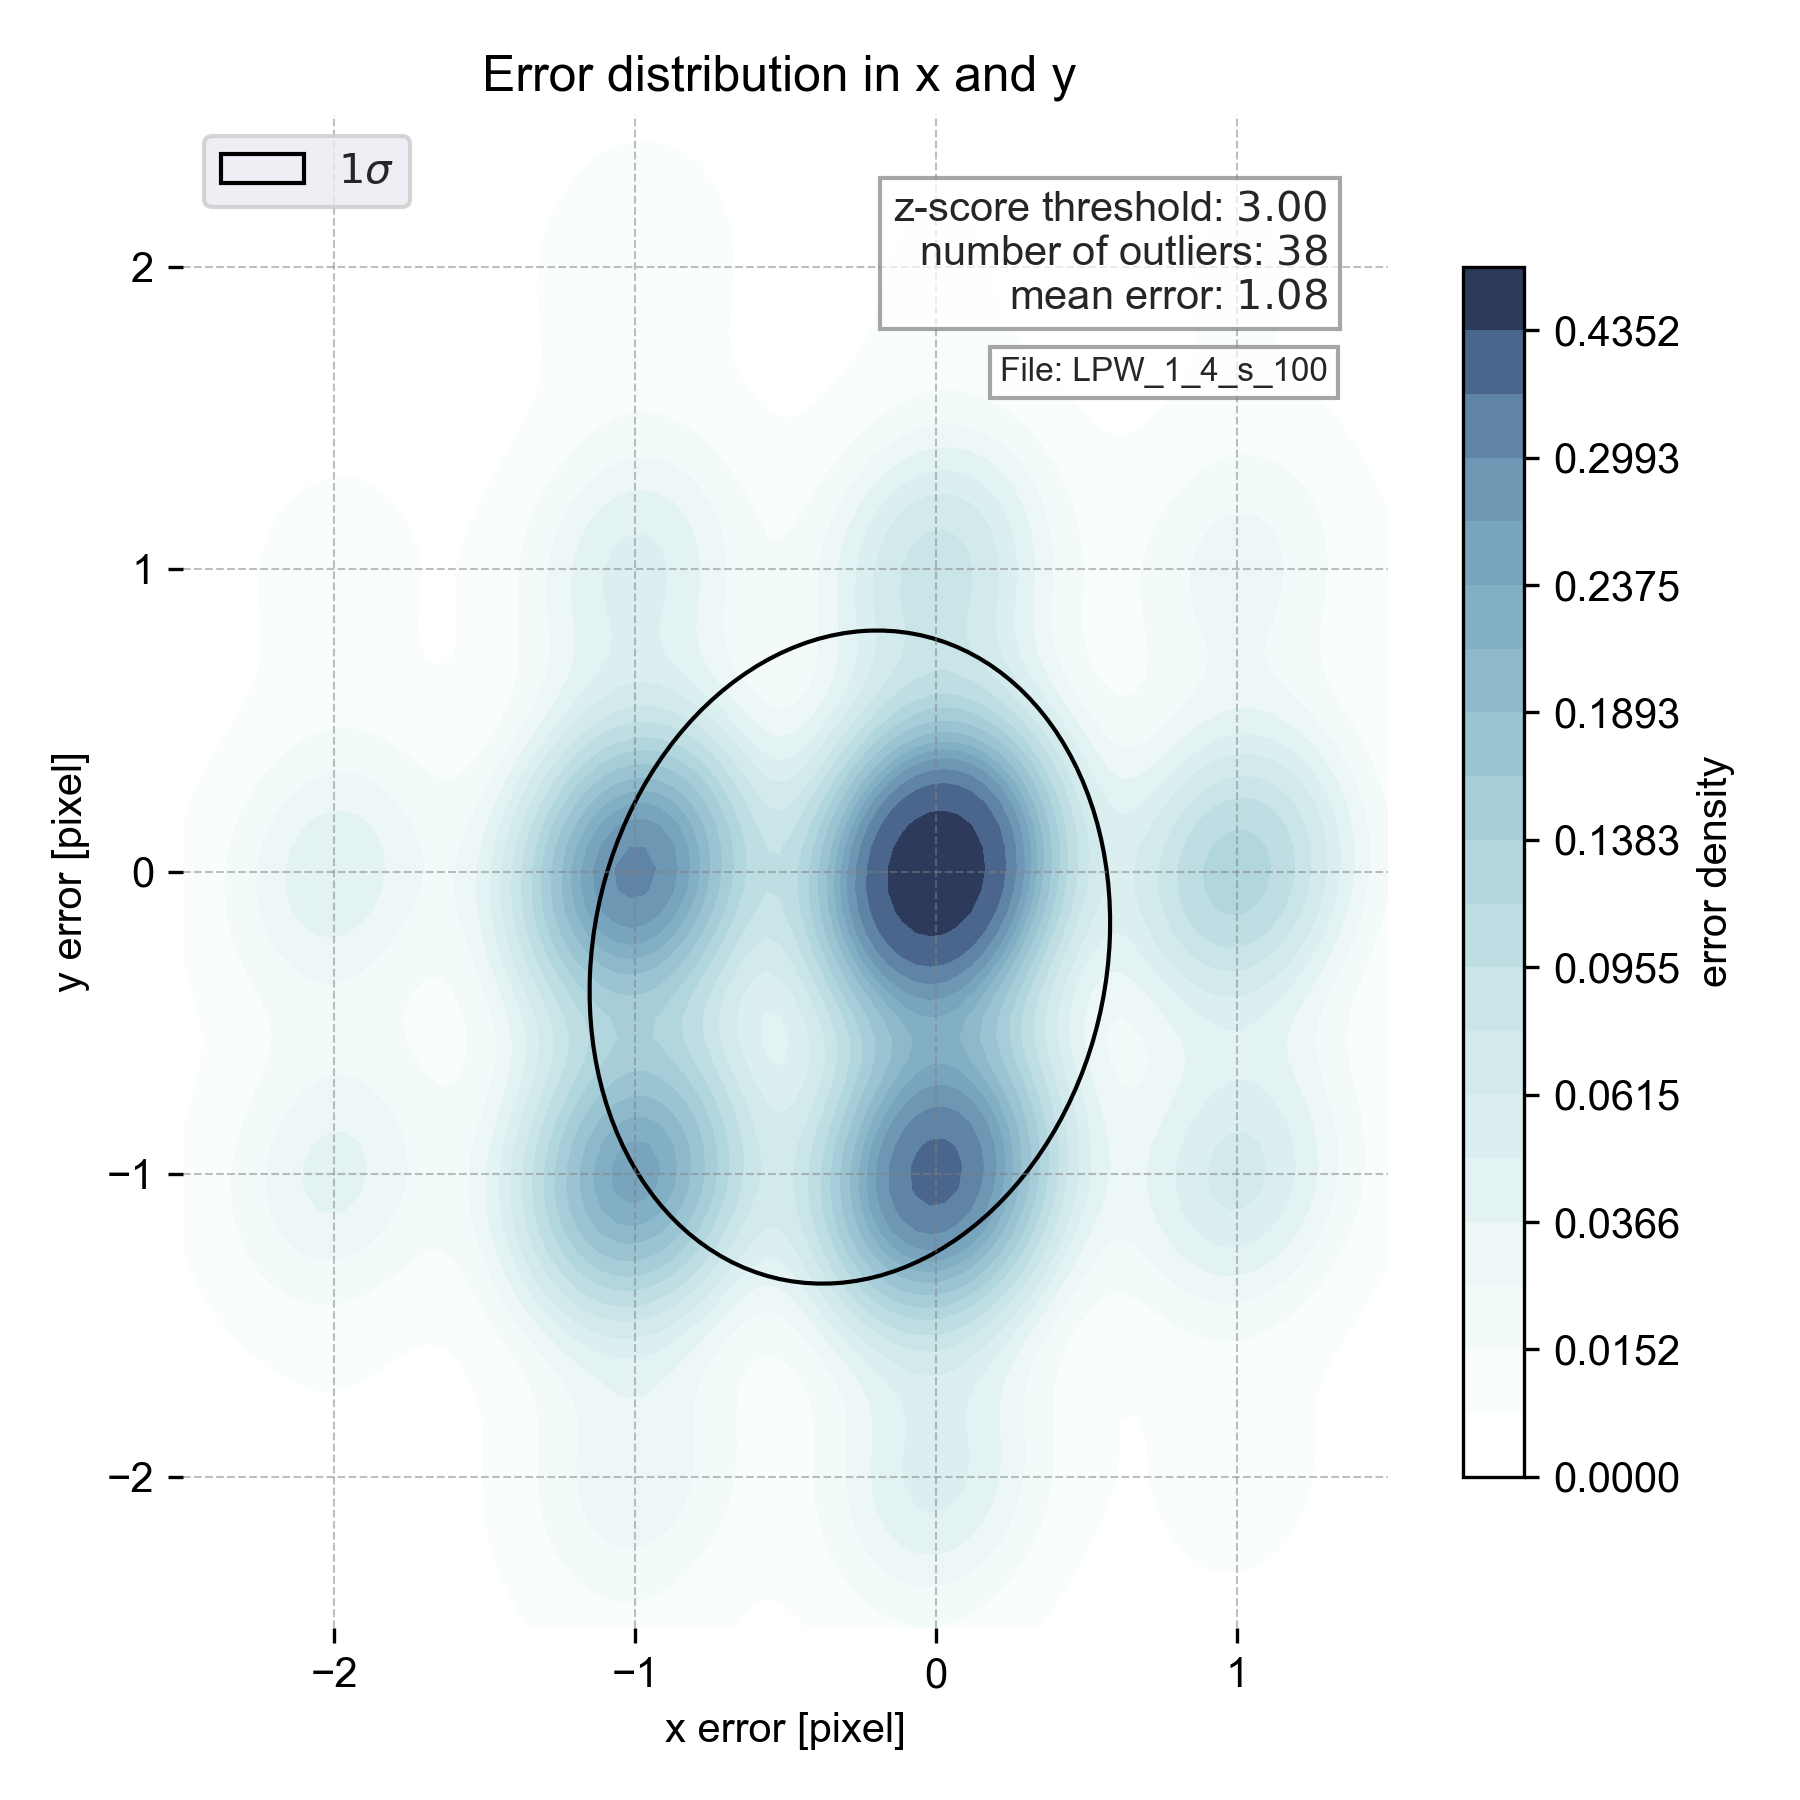 Error distribution in x and y
1σ
z-score threshold: 3.00
number of outliers: 38
mean error: 1.08
File: LPW_1_4_s_100
y error [pixel]
2
1
0
−1
−2
−2
−1
0
1
x error [pixel]
0.4352
0.2993
0.2375
0.1893
0.1383
0.0955
0.0615
0.0366
0.0152
0.0000
error density